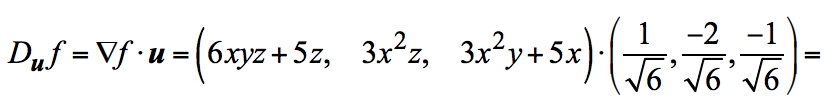 D_u f = ∇f · u = (6xyz + 5z, 3x²z, 3x²y + 5x) · (1/√6, −2/√6, −1/√6) =